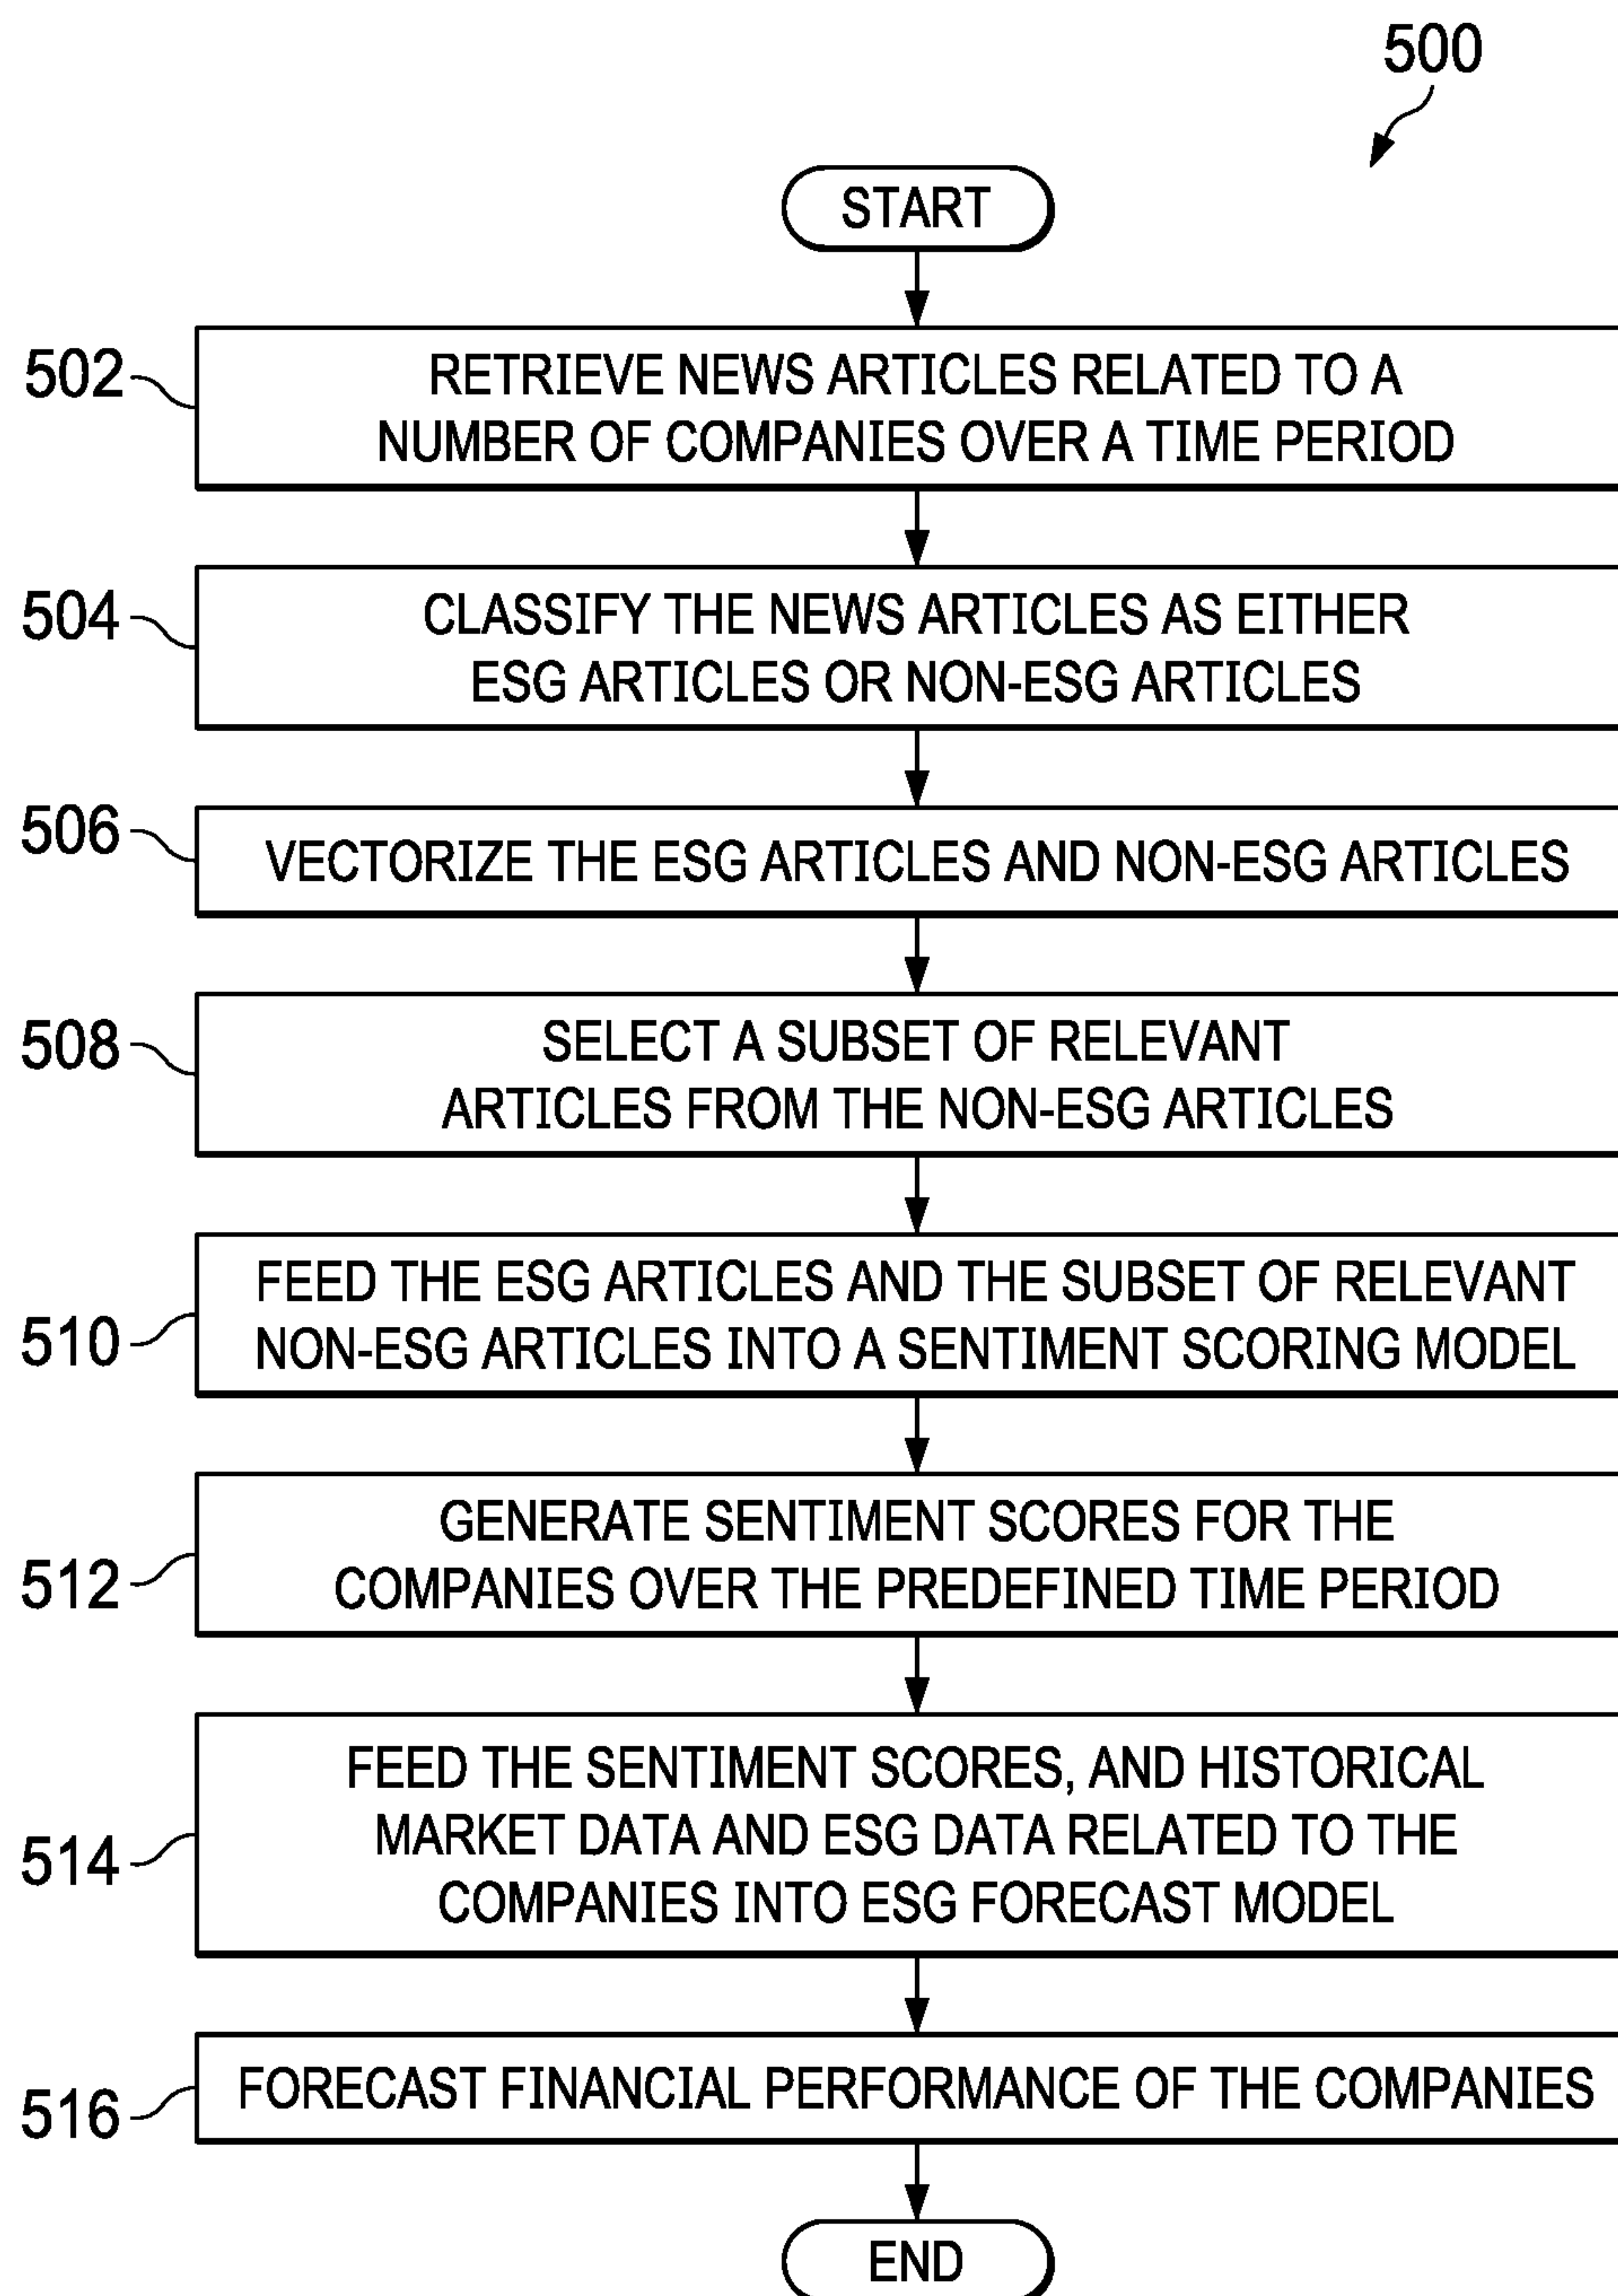 500
START
502
RETRIEVE NEWS ARTICLES RELATED TO A
NUMBER OF COMPANIES OVER A TIME PERIOD
504
CLASSIFY THE NEWS ARTICLES AS EITHER
ESG ARTICLES OR NON-ESG ARTICLES
506
VECTORIZE THE ESG ARTICLES AND NON-ESG ARTICLES
508
SELECT A SUBSET OF RELEVANT
ARTICLES FROM THE NON-ESG ARTICLES
510
FEED THE ESG ARTICLES AND THE SUBSET OF RELEVANT
NON-ESG ARTICLES INTO A SENTIMENT SCORING MODEL
512
GENERATE SENTIMENT SCORES FOR THE
COMPANIES OVER THE PREDEFINED TIME PERIOD
514
FEED THE SENTIMENT SCORES, AND HISTORICAL
MARKET DATA AND ESG DATA RELATED TO THE
COMPANIES INTO ESG FORECAST MODEL
516
FORECAST FINANCIAL PERFORMANCE OF THE COMPANIES
END